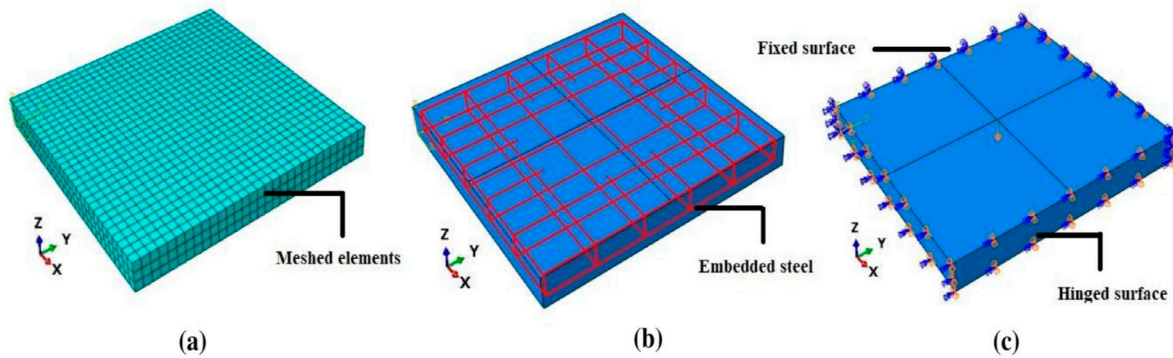 Z
Y
X
Meshed elements
(a)
Z
Y
X
Embedded steel
(b)
Fixed surface
Z
Y
X
Hinged surface
(c)